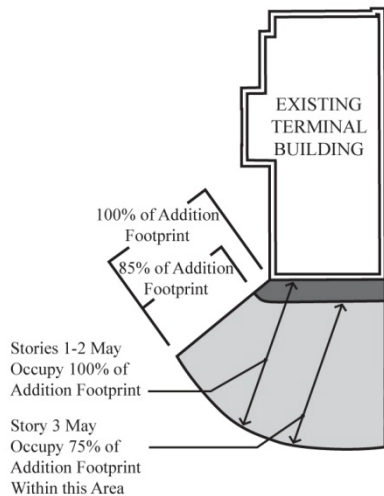 EXISTING
TERMINAL
BUILDING
100% of Addition
Footprint
85% of Addition
Footprint
Stories 1-2 May
Occupy 100% of
Addition Footprint
Story 3 May
Occupy 75% of
Addition Footprint
Within this Area